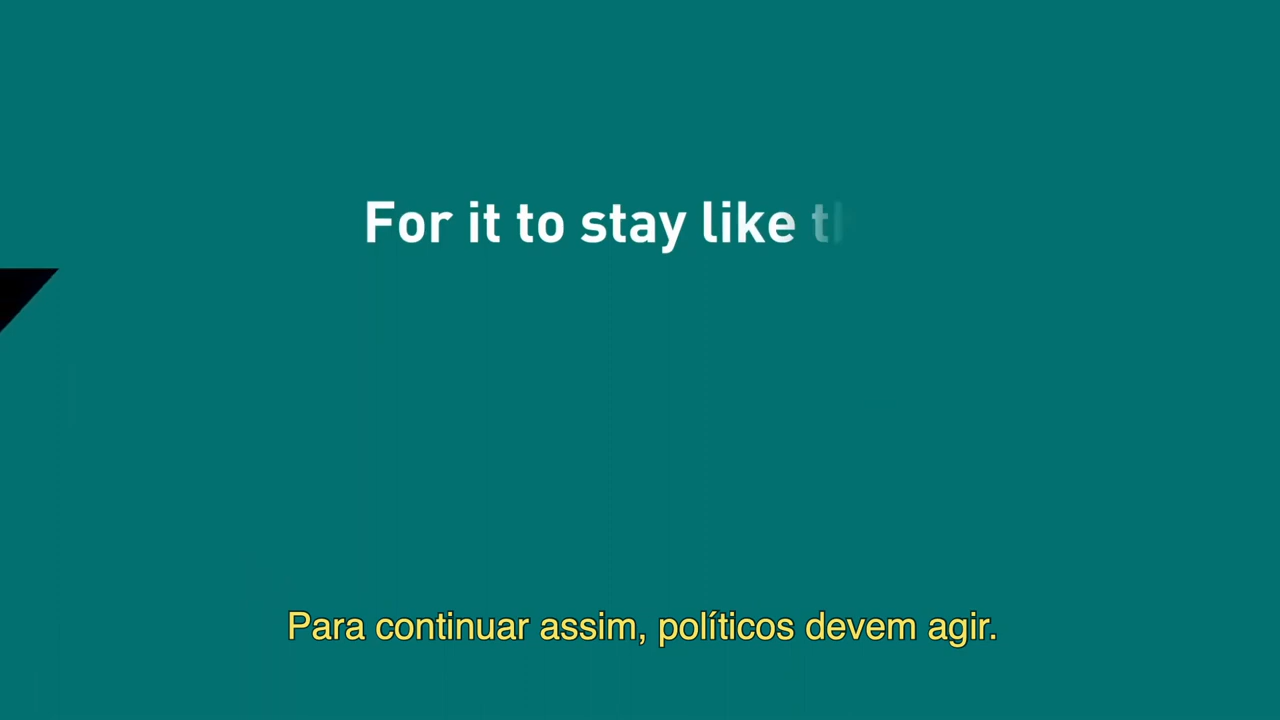 For it to stay like
Para continuar assim, políticos devem agir.